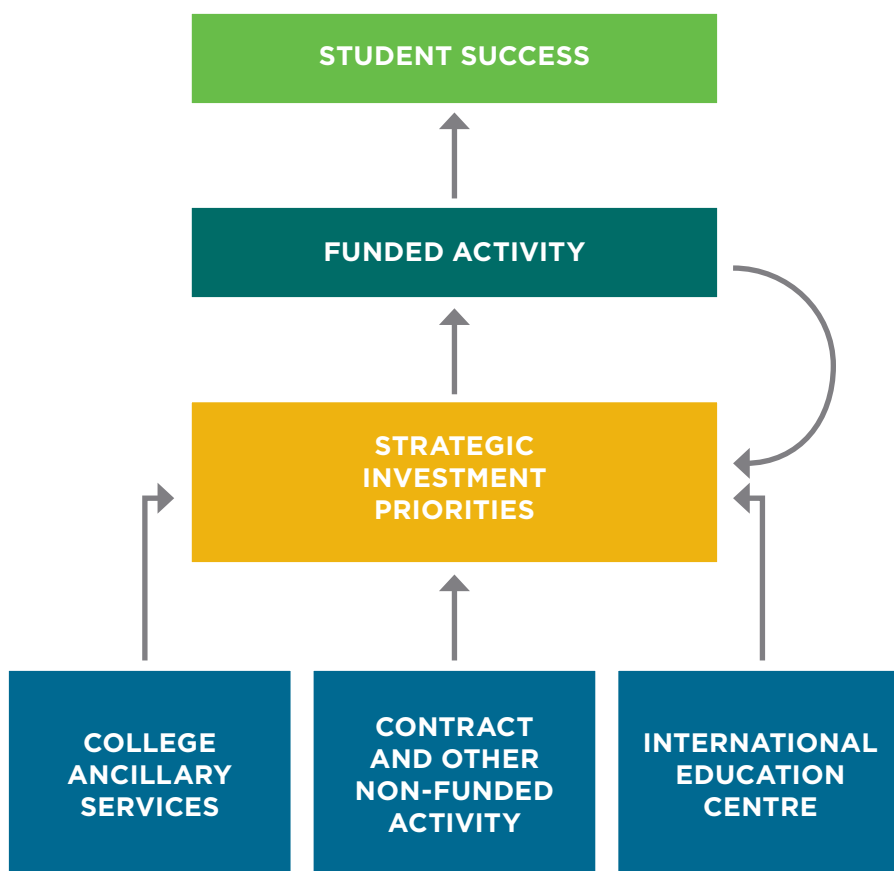 STUDENT SUCCESS
FUNDED ACTIVITY
STRATEGIC
INVESTMENT
PRIORITIES
COLLEGE
ANCILLARY
SERVICES
CONTRACT
AND OTHER
NON-FUNDED
ACTIVITY
INTERNATIONAL
EDUCATION
CENTRE